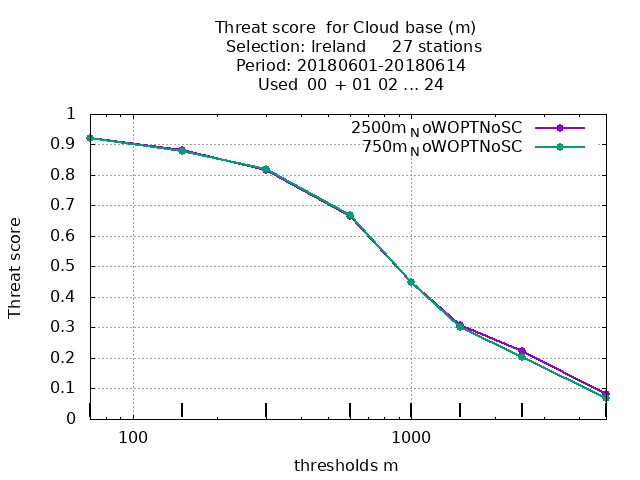 Threat score  for Cloud base (m)
Selection: Ireland     27 stations
Period: 20180601-20180614
Used  00 + 01 02 ... 24
1
0.9
0.8
0.7
0.6
0.5
0.4
0.3
0.2
0.1
0
Threat score
2500m_NoWOPTNoSC
750m_NoWOPTNoSC
100
1000
thresholds m